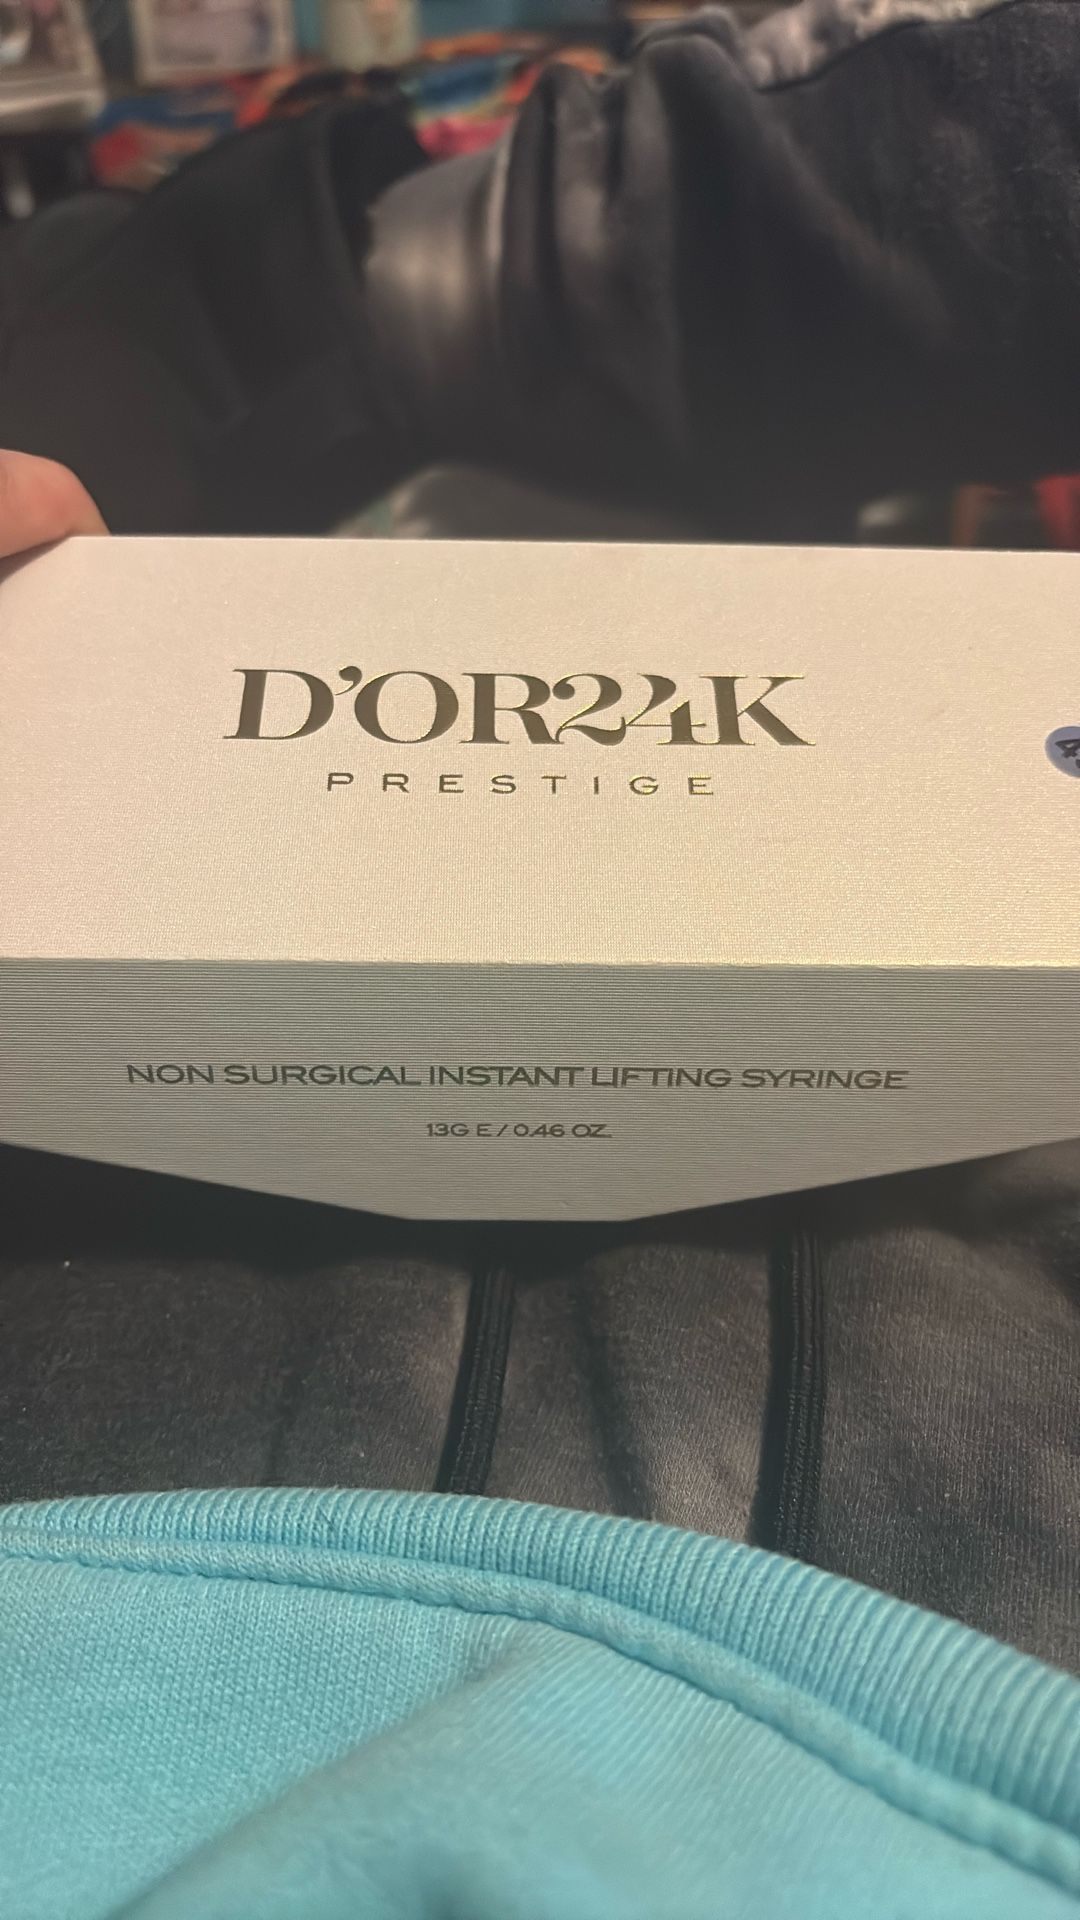 D'OR24K
PRESTIGE
NON SURGICAL INSTANT LIFTING SYRINGE
13G E / 0.46 OZ.